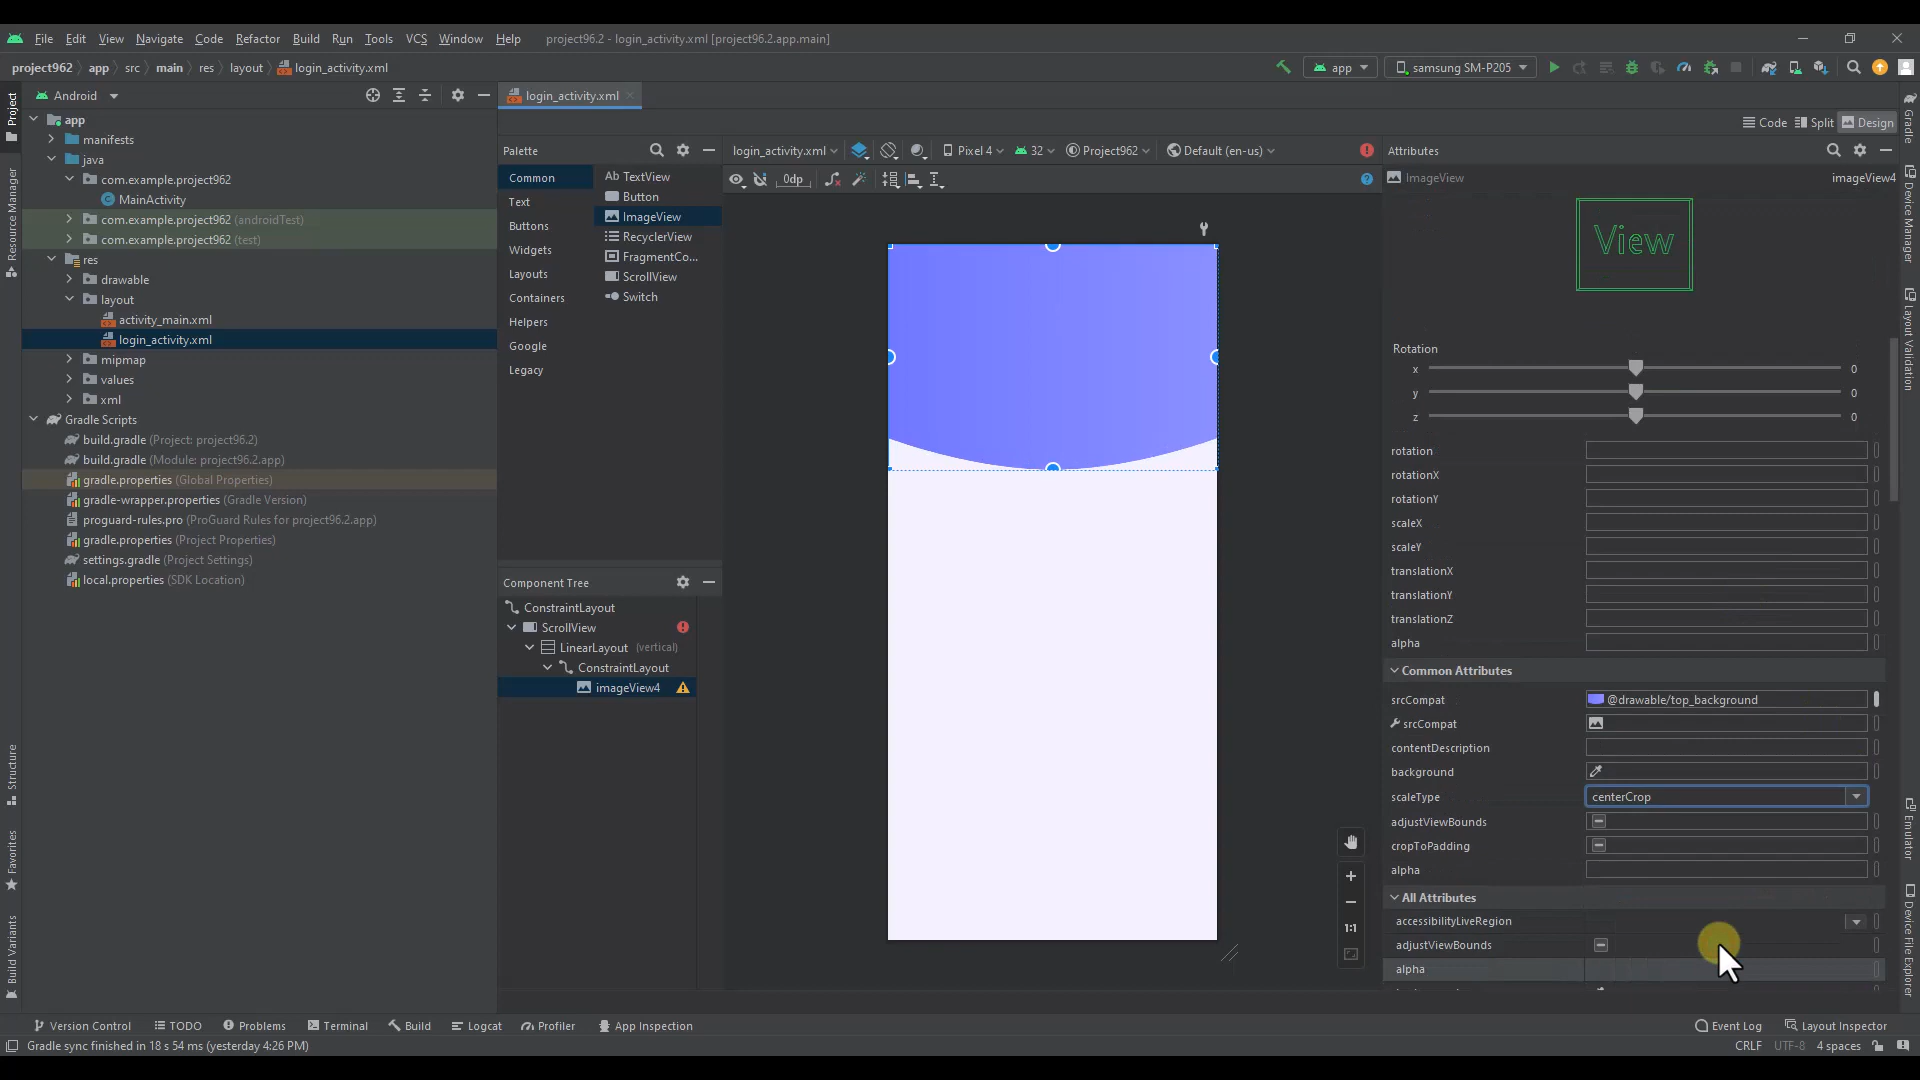 File Edit View Navigate Code Refactor Build Run Tools VCS Window Help project96.2 - login_activity.xml [project96.2.app.main]
project962 app src main res layout login_activity.xml app samsung SM-P205
Android login_activity.xml
Code Split Design
Project
Resource Manager
Structure
Favorites
Build Variants
app
manifests
java
com.example.project962
MainActivity
com.example.project962 (androidTest)
com.example.project962 (test)
res
drawable
layout
activity_main.xml
login_activity.xml
mipmap
values
xml
Gradle Scripts
build.gradle (Project: project96.2)
build.gradle (Module: project96.2.app)
gradle.properties (Global Properties)
gradle-wrapper.properties (Gradle Version)
proguard-rules.pro (ProGuard Rules for project96.2.app)
gradle.properties (Project Properties)
settings.gradle (Project Settings)
local.properties (SDK Location)
Palette
Common
Text
Buttons
Widgets
Layouts
Containers
Helpers
Google
Legacy
Ab TextView
Button
ImageView
RecyclerView
FragmentCo...
ScrollView
Switch
Component Tree
ConstraintLayout
ScrollView
LinearLayout (vertical)
ConstraintLayout
imageView4
login_activity.xml Pixel 4 32 Project962 Default (en-us)
0dp
1:1
Attributes
ImageView imageView4
View
Rotation
x 0
y 0
z 0
rotation
rotationX
rotationY
scaleX
scaleY
translationX
translationY
translationZ
alpha
Common Attributes
srcCompat @drawable/top_background
srcCompat
contentDescription
background
scaleType centerCrop
adjustViewBounds
cropToPadding
alpha
All Attributes
accessibilityLiveRegion
adjustViewBounds
alpha
Gradle
Device Manager
Layout Validation
Emulator
Device File Explorer
Version Control TODO Problems Terminal Build Logcat Profiler App Inspection Event Log Layout Inspector
Gradle sync finished in 18 s 54 ms (yesterday 4:26 PM) CRLF UTF-8 4 spaces